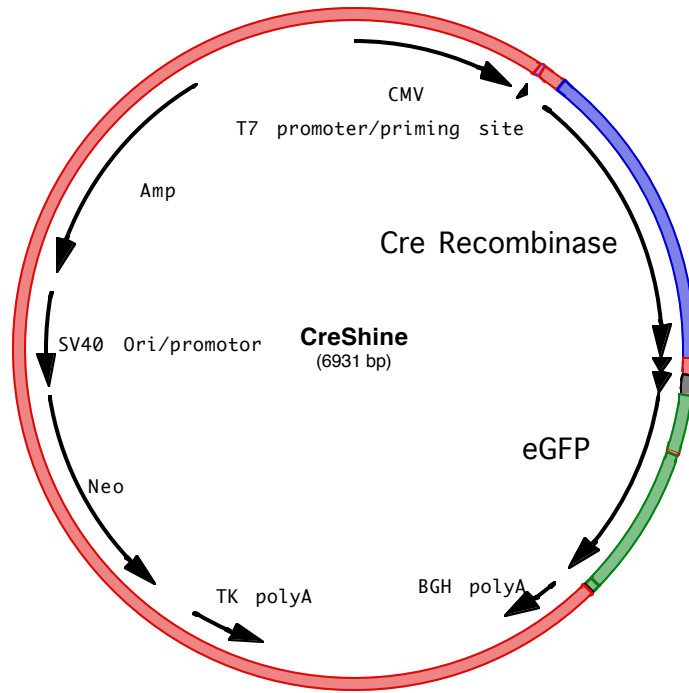 CMV
T7 promoter/priming site
Amp
Cre Recombinase
CreShine
(6931 bp)
SV40 Ori/promotor
eGFP
Neo
TK polyA
BGH polyA